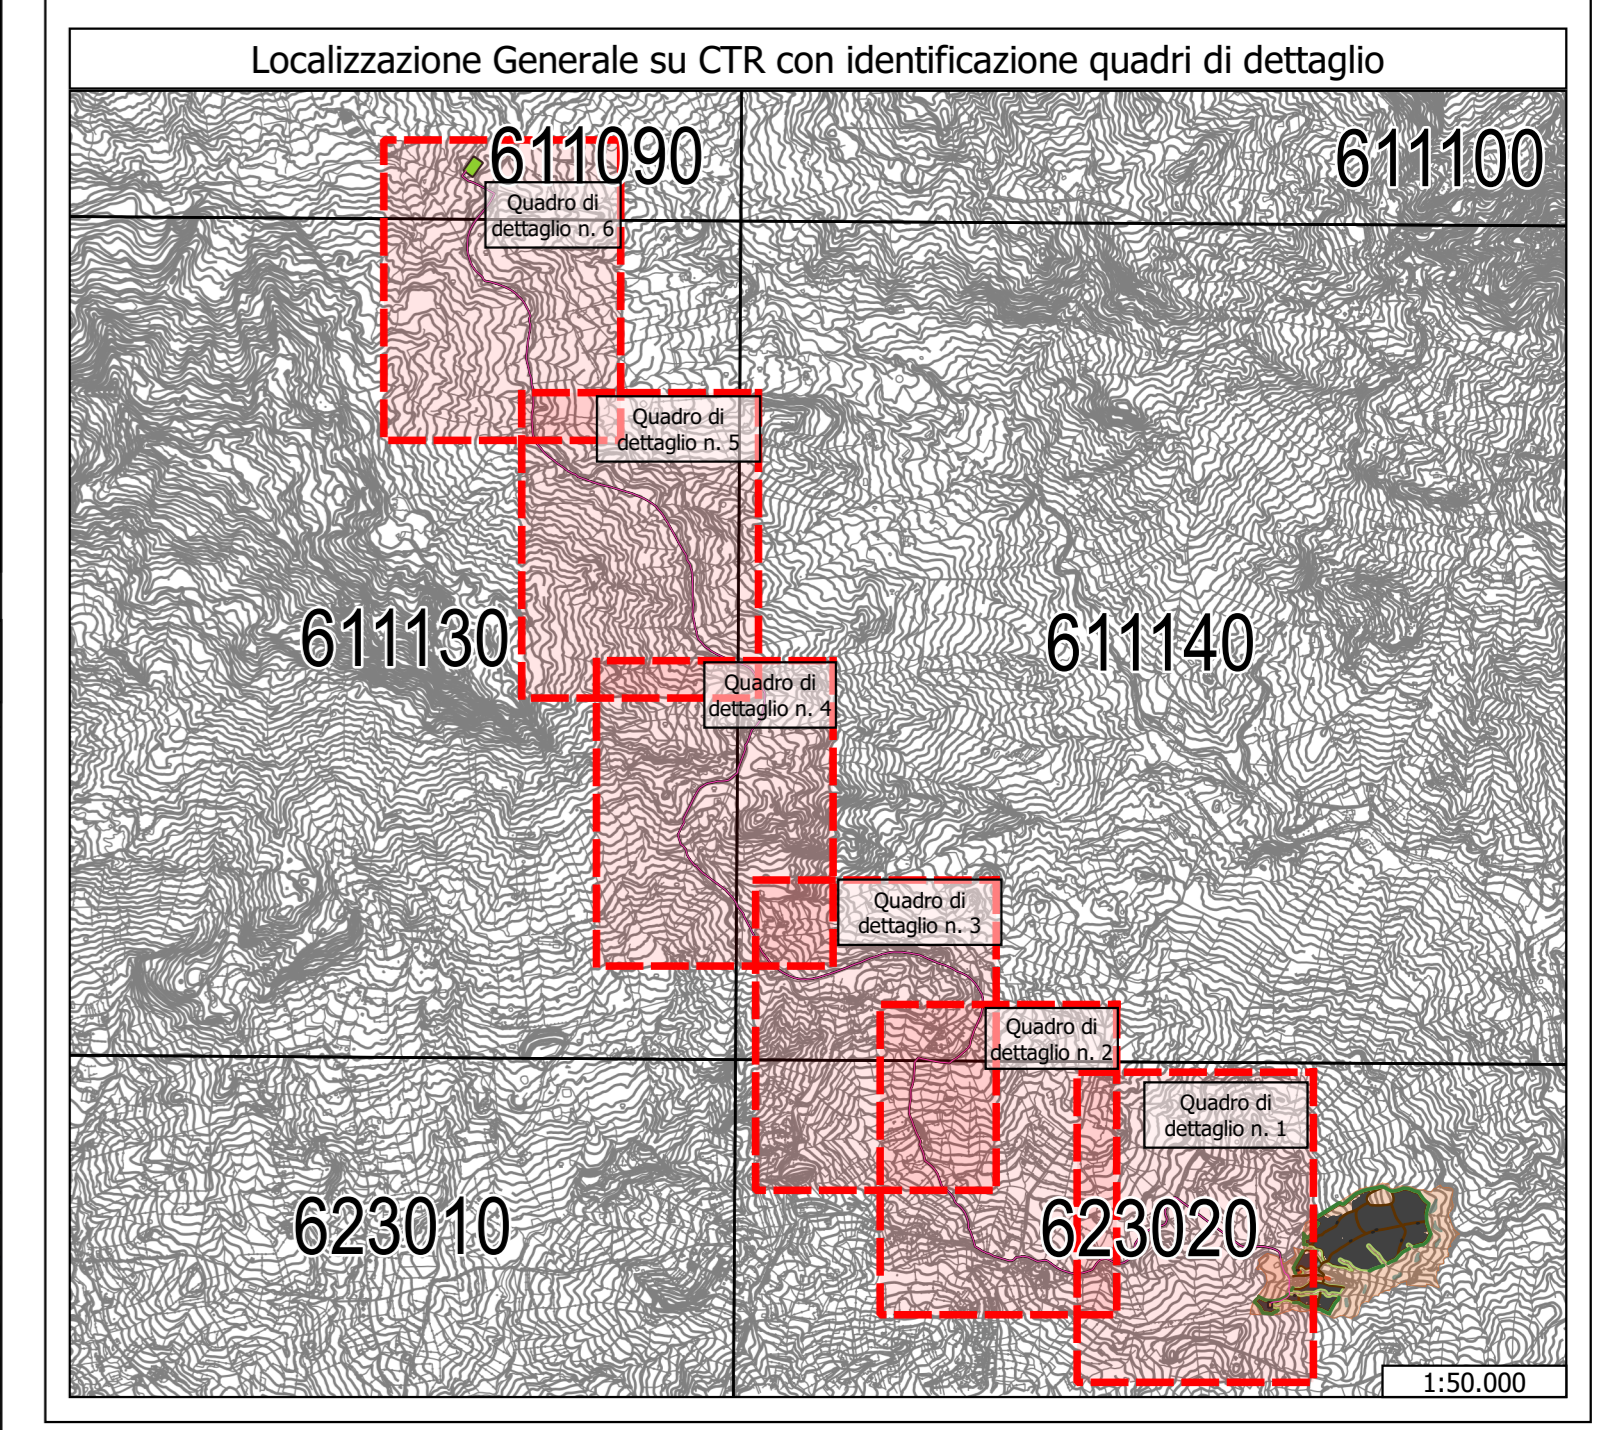 Localizzazione Generale su CTR con identificazione quadri di dettaglio
611090
611100
Quadro di
dettaglio n. 6
Quadro di
dettaglio n. 5
611130
611140
Quadro di
dettaglio n. 4
Quadro di
dettaglio n. 3
Quadro di
dettaglio n. 2
Quadro di
dettaglio n. 1
623010
623020
1:50.000